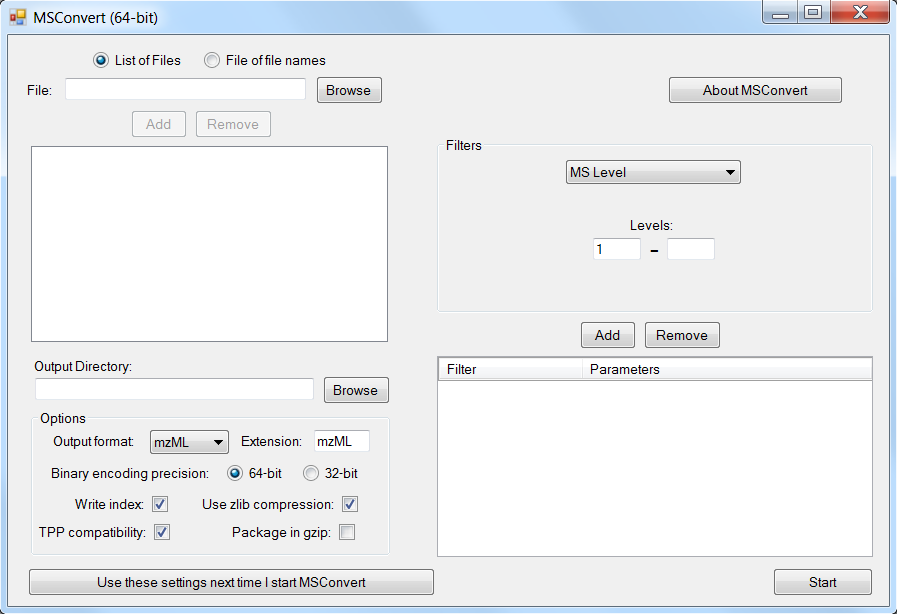 MSConvert (64-bit)
List of Files
File of file names
File:
Browse
About MSConvert
Add
Remove
Filters
MS Level
Levels:
1
–
Add
Remove
Filter
Parameters
Output Directory:
Browse
Options
Output format:
mzML
Extension:
mzML
Binary encoding precision:
64-bit
32-bit
Write index:
Use zlib compression:
TPP compatibility:
Package in gzip:
Use these settings next time I start MSConvert
Start